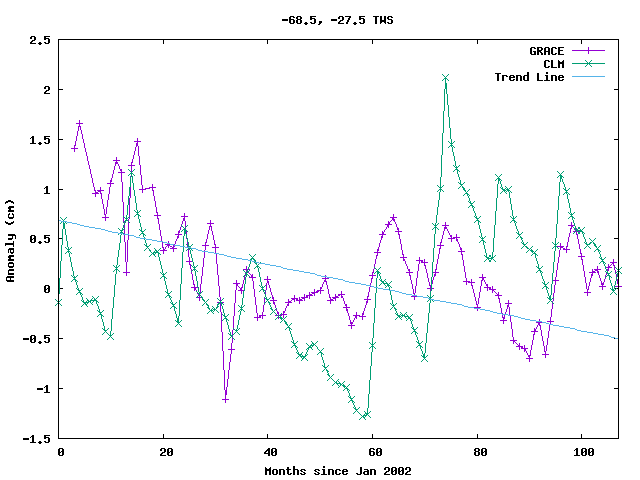 -68.5, -27.5 TWS
GRACE
CLM
Trend Line
2.5
2
1.5
1
0.5
0
-0.5
-1
-1.5
Anomaly (cm)
0 20 40 60 80 100
Months since Jan 2002